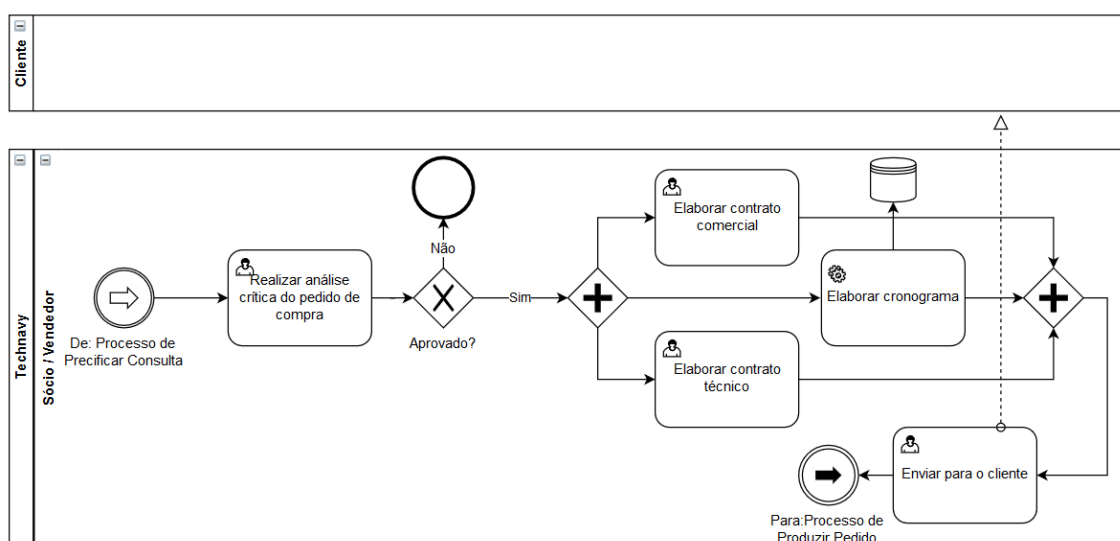 Cliente
Technavy
Sócio / Vendedor
De: Processo de
Precificar Consulta
Realizar análise
crítica do pedido de
compra
Não
Aprovado?
Sim
Elaborar contrato
comercial
Elaborar cronograma
Elaborar contrato
técnico
Enviar para o cliente
Para:Processo de
Produzir Pedido